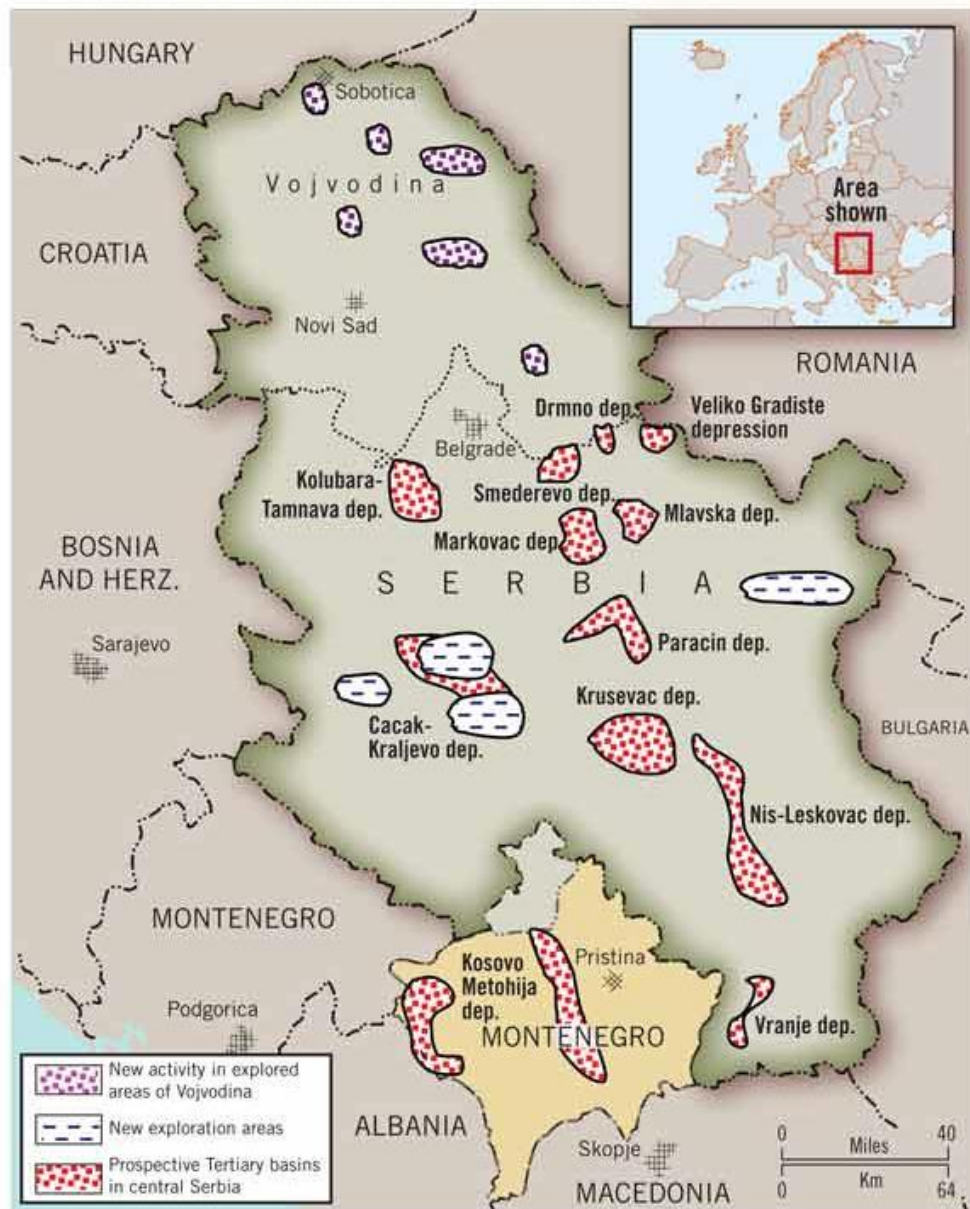 HUNGARY
Sobotica
Vojvodina
CROATIA
Novi Sad
Area
shown
ROMANIA
Drmno dep.
Veliko Gradiste
depression
Belgrade
Kolubara-
Tamnava dep.
Smederevo dep.
Mlavska dep.
Markovac dep.
BOSNIA
AND HERZ.
SERBIA
Sarajevo
Paracin dep.
Krusevac dep.
Cacak-
Kraljevo dep.
BULGARIA
Nis-Leskovac dep.
MONTENEGRO
Kosovo
Metohija
dep.
Pristina
Podgorica
MONTENEGRO
Vranje dep.
New activity in explored
areas of Vojvodina
New exploration areas
Prospective Tertiary basins
in central Serbia
ALBANIA
Skopje
MACEDONIA
0 40
Miles
Km
0 64